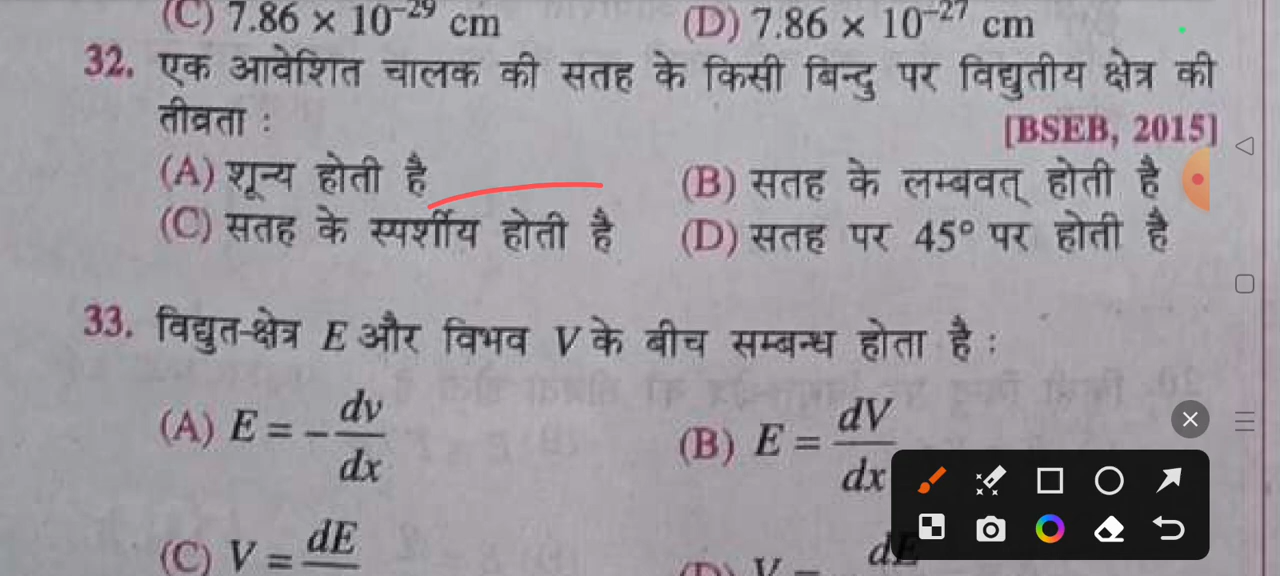 (C) 7.86 × 10⁻²⁹ cm (D) 7.86 × 10⁻²⁷ cm
32. एक आवेशित चालक की सतह के किसी बिन्दु पर विद्युतीय क्षेत्र की
तीव्रता : [BSEB, 2015]
(A) शून्य होती है (B) सतह के लम्बवत् होती है
(C) सतह के स्पर्शीय होती है (D) सतह पर 45° पर होती है
33. विद्युत-क्षेत्र E और विभव V के बीच सम्बन्ध होता है :
(A) E = - dv/dx (B) E = dV/dx
(C) V = dE (D) V = dE